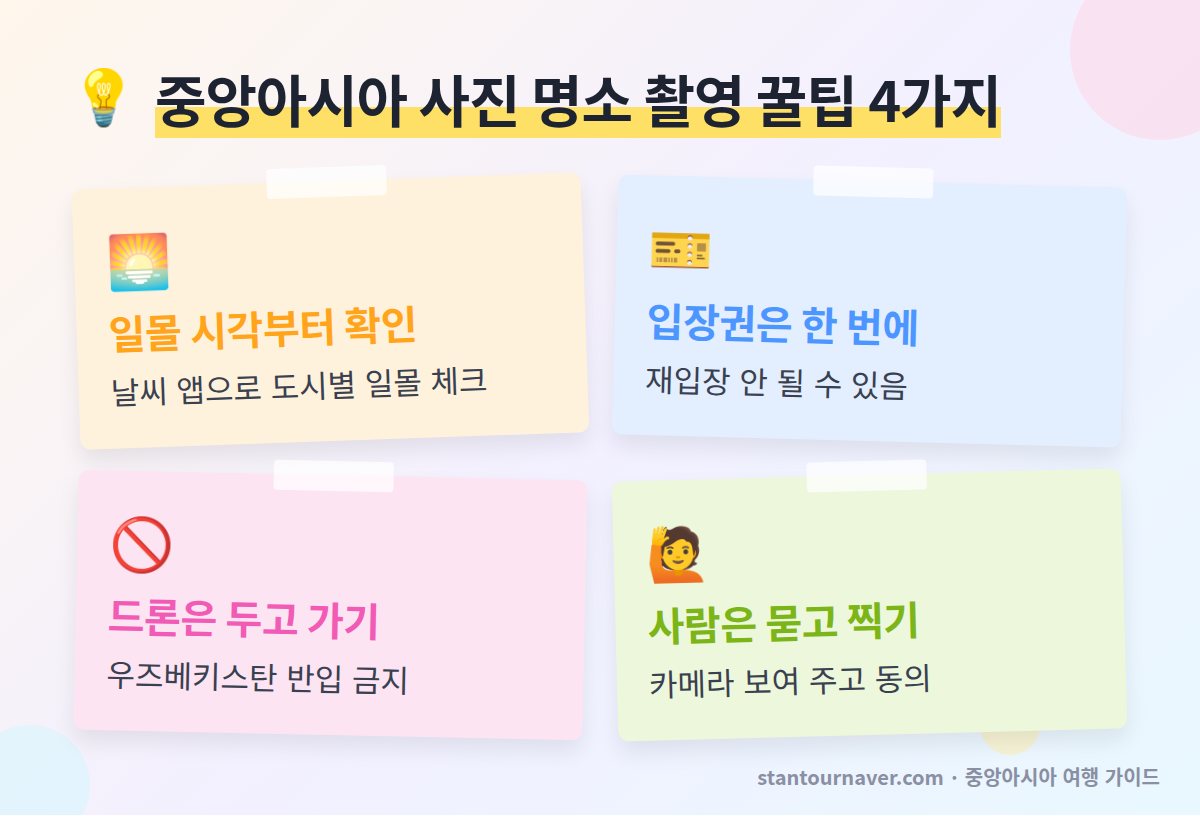 중앙아시아 사진 명소 촬영 꿀팁 4가지
일몰 시각부터 확인
날씨 앱으로 도시별 일몰 체크
입장권은 한 번에
재입장 안 될 수 있음
드론은 두고 가기
우즈베키스탄 반입 금지
사람은 묻고 찍기
카메라 보여 주고 동의
stantournaver.com · 중앙아시아 여행 가이드